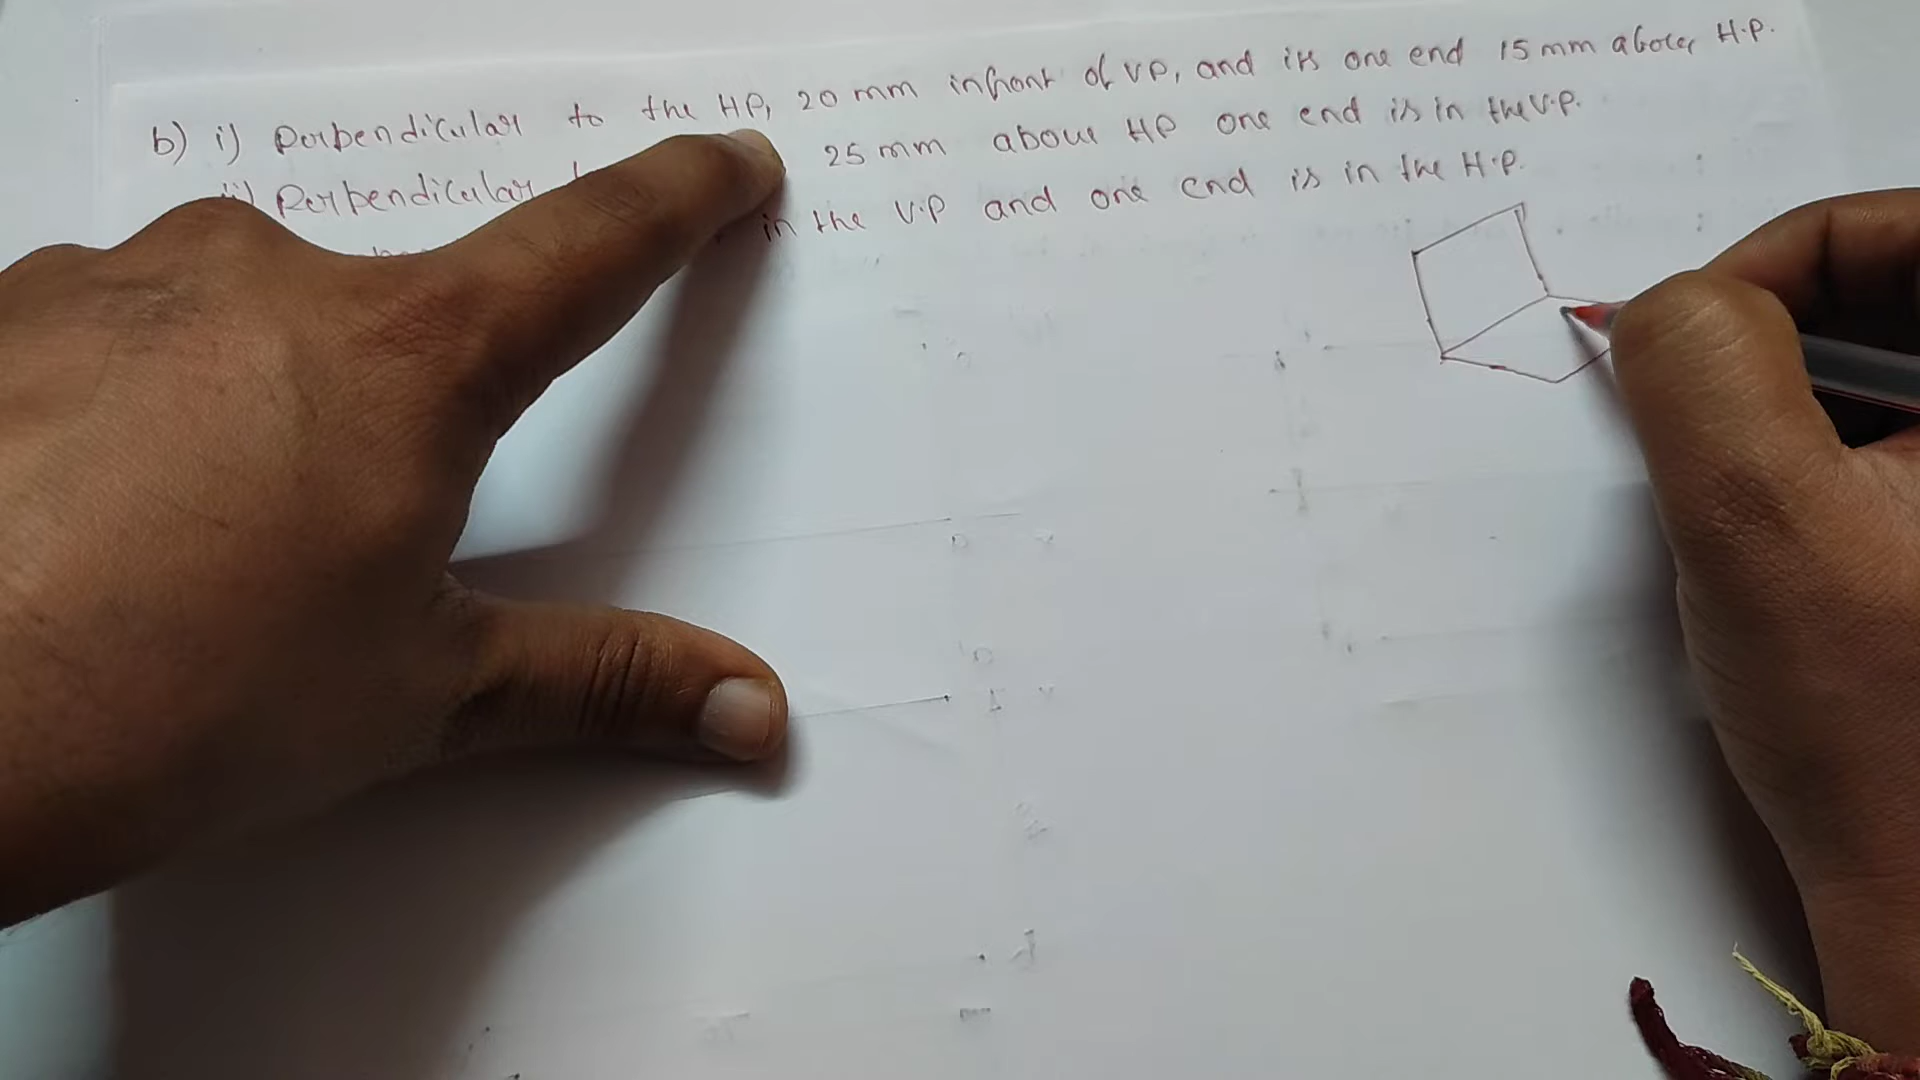 b) i) Perpendicular to the HP, 20 mm infront of VP, and its one end 15 mm above H.P.
ii) Perpendicular 25 mm above HP one end is in the V.P.
in the V.P and one end is in the H.P.